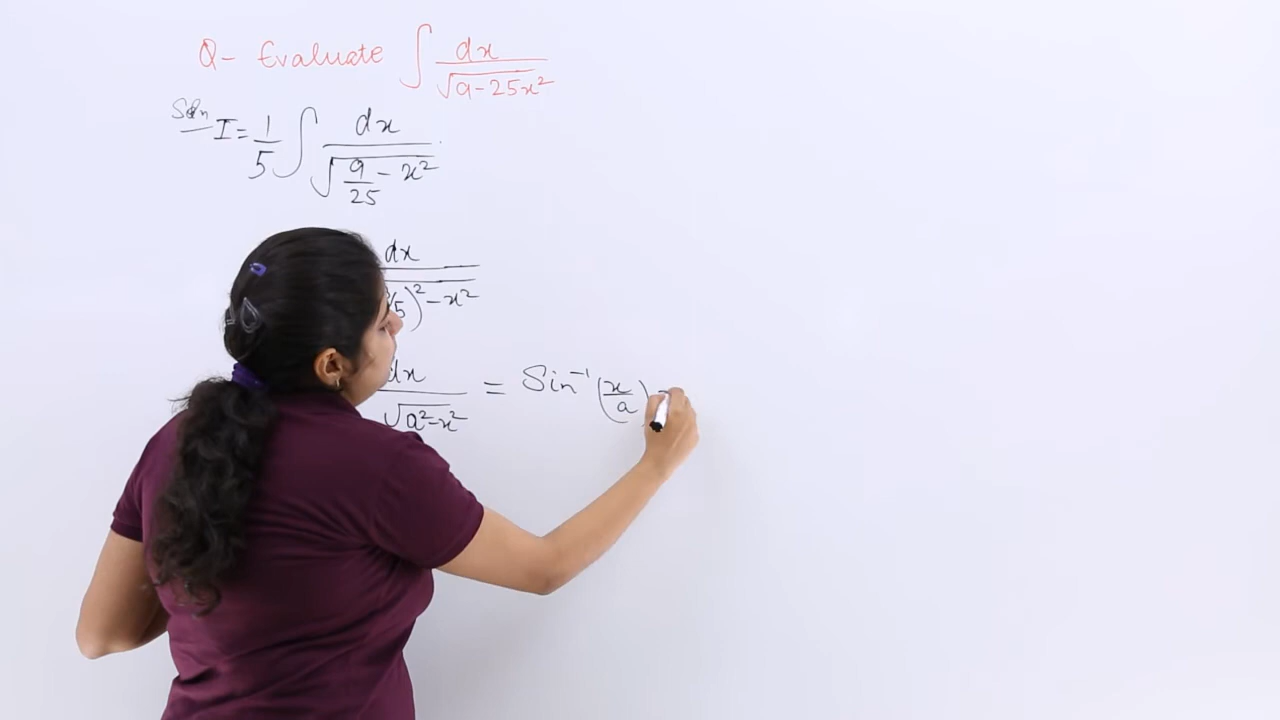 Q- Evaluate ∫ dx / √(9-25x²)
Soln I = 1/5 ∫ dx / √(9/25 - x²)
dx / 5)² - x²
dx / √(a²-x²) = Sin⁻¹(x/a)